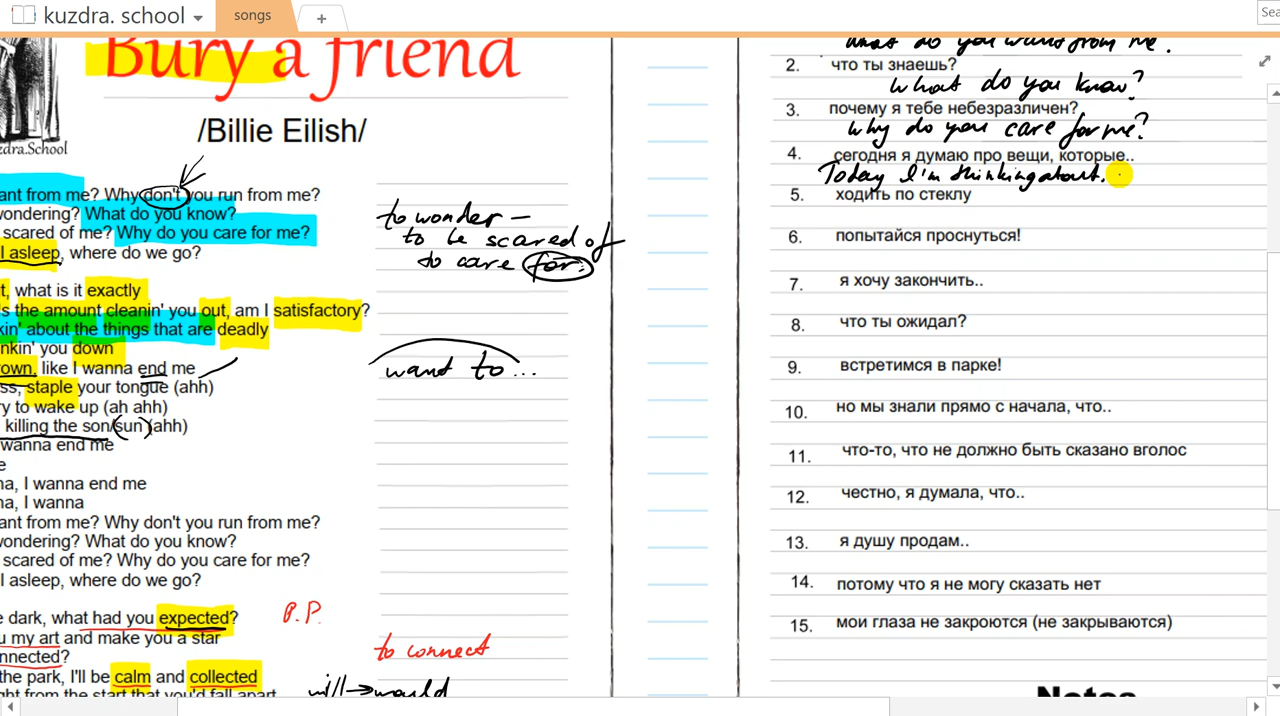 kuzdra. school
songs
+
Sea
Bury a friend
/Billie Eilish/
dra.School
ant from me? Why don't you run from me?
wondering? What do you know?
scared of me? Why do you care for me?
I asleep, where do we go?
t, what is it exactly
s the amount cleanin' you out, am I satisfactory?
kin' about the things that are deadly
nkin' you down
own, like I wanna end me
ss, staple your tongue (ahh)
ry to wake up (ah ahh)
killing the son/sun (ahh)
wanna end me
e
na, I wanna end me
na, I wanna
ant from me? Why don't you run from me?
wondering? What do you know?
scared of me? Why do you care for me?
I asleep, where do we go?
e dark, what had you expected?
u my art and make you a star
nnected?
the park, I'll be calm and collected
ght from the start that you'd fall apart
to wonder –
to be scared of
to care for
want to...
P.P.
to connect
will→would
What do you want from me?
2. что ты знаешь?
What do you know?
3. почему я тебе небезразличен?
Why do you care for me?
4. сегодня я думаю про вещи, которые..
Today I'm thinking about.
5. ходить по стеклу
6. попытайся проснуться!
7. я хочу закончить..
8. что ты ожидал?
9. встретимся в парке!
10. но мы знали прямо с начала, что..
11. что-то, что не должно быть сказано вголос
12. честно, я думала, что..
13. я душу продам..
14. потому что я не могу сказать нет
15. мои глаза не закроются (не закрываются)
Notes